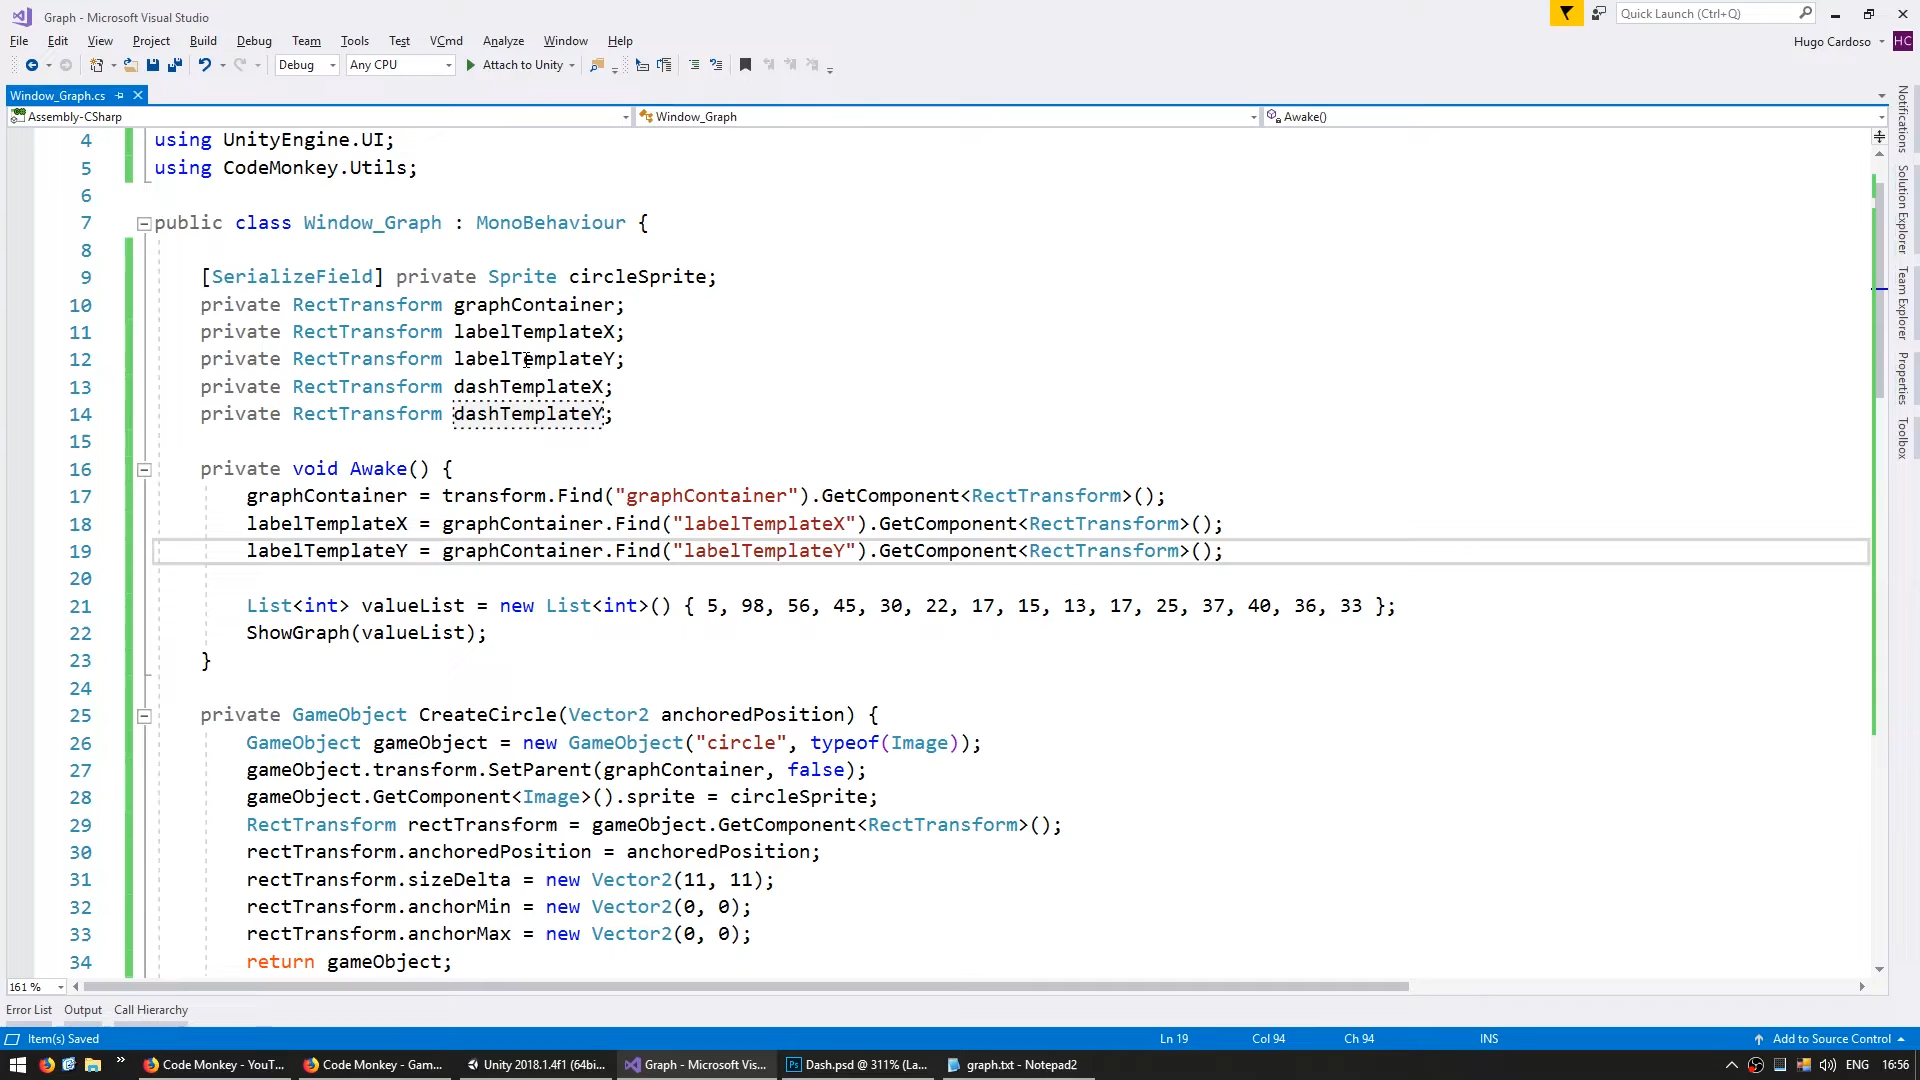 Graph - Microsoft Visual Studio
Quick Launch (Ctrl+Q)
File Edit View Project Build Debug Team Tools Test VCmd Analyze Window Help
Hugo Cardoso HC
Debug Any CPU Attach to Unity
Window_Graph.cs
Assembly-CSharp Window_Graph Awake()
4 using UnityEngine.UI;
5 using CodeMonkey.Utils;
6
7 public class Window_Graph : MonoBehaviour {
8
9 [SerializeField] private Sprite circleSprite;
10 private RectTransform graphContainer;
11 private RectTransform labelTemplateX;
12 private RectTransform labelTemplateY;
13 private RectTransform dashTemplateX;
14 private RectTransform dashTemplateY;
15
16 private void Awake() {
17 graphContainer = transform.Find("graphContainer").GetComponent<RectTransform>();
18 labelTemplateX = graphContainer.Find("labelTemplateX").GetComponent<RectTransform>();
19 labelTemplateY = graphContainer.Find("labelTemplateY").GetComponent<RectTransform>();
20
21 List<int> valueList = new List<int>() { 5, 98, 56, 45, 30, 22, 17, 15, 13, 17, 25, 37, 40, 36, 33 };
22 ShowGraph(valueList);
23 }
24
25 private GameObject CreateCircle(Vector2 anchoredPosition) {
26 GameObject gameObject = new GameObject("circle", typeof(Image));
27 gameObject.transform.SetParent(graphContainer, false);
28 gameObject.GetComponent<Image>().sprite = circleSprite;
29 RectTransform rectTransform = gameObject.GetComponent<RectTransform>();
30 rectTransform.anchoredPosition = anchoredPosition;
31 rectTransform.sizeDelta = new Vector2(11, 11);
32 rectTransform.anchorMin = new Vector2(0, 0);
33 rectTransform.anchorMax = new Vector2(0, 0);
34 return gameObject;
Notifications
Solution Explorer
Team Explorer
Properties
Toolbox
161 %
Error List Output Call Hierarchy
Item(s) Saved Ln 19 Col 94 Ch 94 INS Add to Source Control
Code Monkey - YouT... Code Monkey - Gam... Unity 2018.1.4f1 (64bi... Graph - Microsoft Vis... Dash.psd @ 311% (La... graph.txt - Notepad2 ENG 16:56